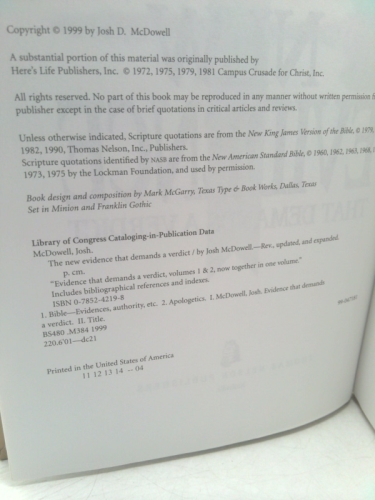 Copyright © 1999 by Josh D. McDowell
A substantial portion of this material was originally published by
Here's Life Publishers, Inc. © 1972, 1975, 1979, 1981 Campus Crusade for Christ, Inc.
All rights reserved. No part of this book may be reproduced in any manner without written permission
publisher except in the case of brief quotations in critical articles and reviews.
Unless otherwise indicated, Scripture quotations are from the New King James Version of the Bible, © 1979,
1982, 1990, Thomas Nelson, Inc., Publishers.
Scripture quotations identified by NASB are from the New American Standard Bible, © 1960, 1962, 1963, 1968, 1
1973, 1975 by the Lockman Foundation, and used by permission.
Book design and composition by Mark McGarry, Texas Type & Book Works, Dallas, Texas
Set in Minion and Franklin Gothic
Library of Congress Cataloging-in-Publication Data
McDowell, Josh.
The new evidence that demands a verdict / by Josh McDowell.—Rev., updated, and expanded.
p. cm.
"Evidence that demands a verdict, volumes 1 & 2, now together in one volume."
Includes bibliographical references and indexes.
ISBN 0-7852-4219-8
1. Bible—Evidences, authority, etc. 2. Apologetics. I. McDowell, Josh. Evidence that demands
a verdict. II. Title.
BS480 .M384 1999
220.6'01—dc21
Printed in the United States of America
11 12 13 14 — 04